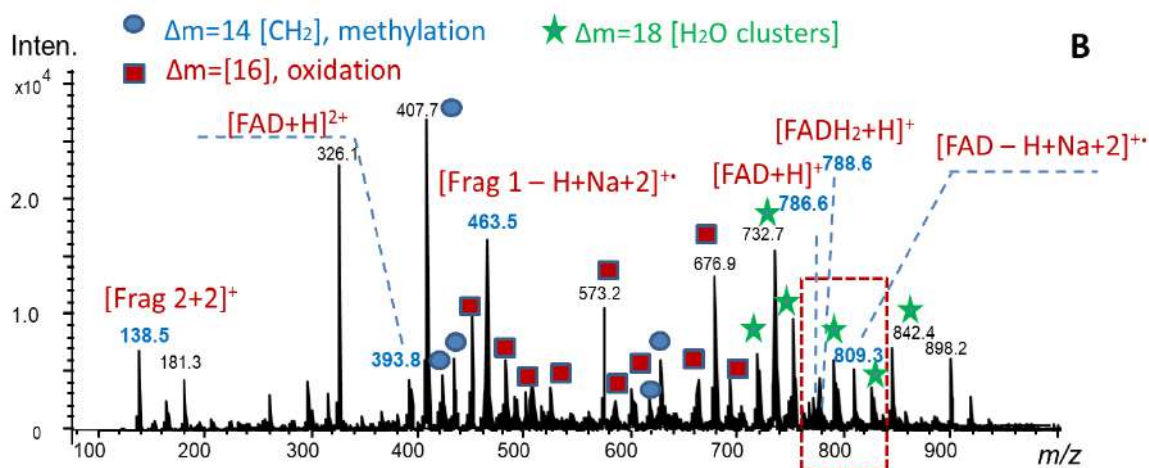 Δm=14 [CH₂], methylation
Δm=18 [H₂O clusters]
B
Inten.
Δm=[16], oxidation
x10⁴
[FAD+H]²⁺
407.7
[FADH₂+H]⁺
326.1
[Frag 1 – H+Na+2]⁺•
[FAD+H]⁺
788.6
[FAD – H+Na+2]⁺•
2.0
463.5
786.6
732.7
676.9
[Frag 2+2]⁺
573.2
1.0
138.5
181.3
393.8
809.3
842.4
898.2
0
100 200 300 400 500 600 700 800 900 m/z